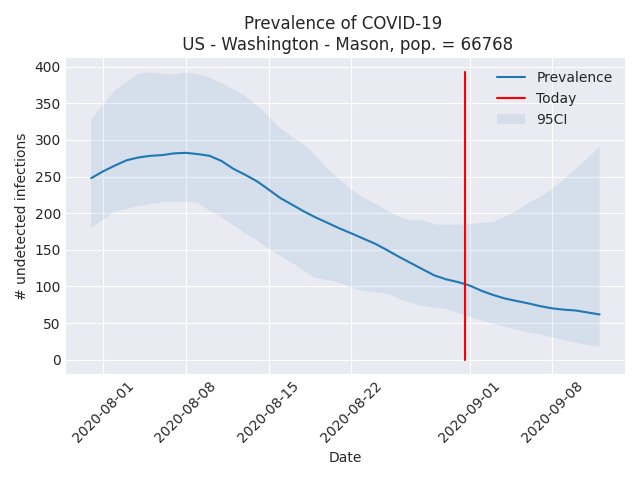 Prevalence of COVID-19
US - Washington - Mason, pop. = 66768
400
350
300
250
200
150
100
50
0
# undetected infections
Prevalence
Today
95CI
2020-08-01
2020-08-08
2020-08-15
2020-08-22
2020-09-01
2020-09-08
Date